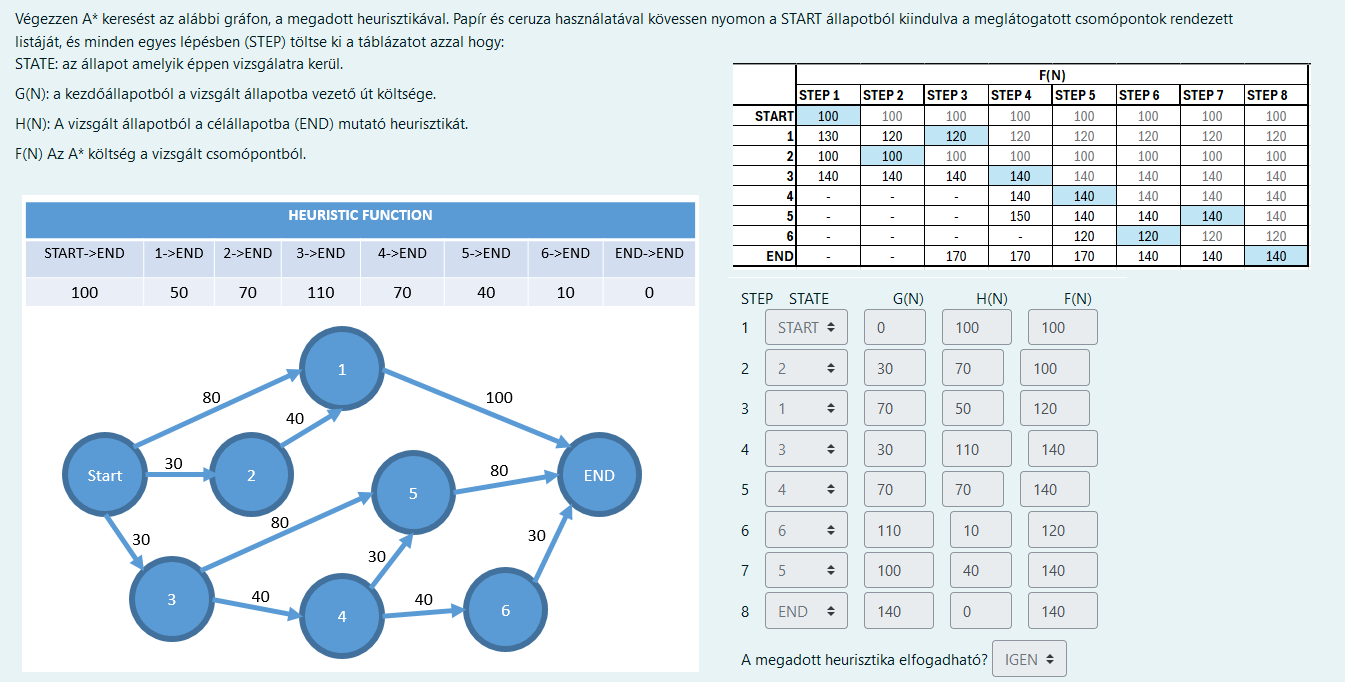 Végezzen A* keresést az alábbi gráfon, a megadott heurisztikával. Papír és ceruza használatával kövessen nyomon a START állapotból kiindulva a meglátogatott csomópontok rendezett
listáját, és minden egyes lépésben (STEP) töltse ki a táblázatot azzal hogy:
STATE: az állapot amelyik éppen vizsgálatra kerül.
G(N): a kezdőállapotból a vizsgált állapotba vezető út költsége.
H(N): A vizsgált állapotból a célállapotba (END) mutató heurisztikát.
F(N) Az A* költség a vizsgált csomópontból.
HEURISTIC FUNCTION
START->END 1->END 2->END 3->END 4->END 5->END 6->END END->END
100 50 70 110 70 40 10 0
1
80
100
40
Start
30
2
5
80
END
80
30
30
30
3
40
4
40
6
F(N)
STEP 1 STEP 2 STEP 3 STEP 4 STEP 5 STEP 6 STEP 7 STEP 8
START 100 100 100 100 100 100 100 100
1 130 120 120 120 120 120 120 120
2 100 100 100 100 100 100 100 100
3 140 140 140 140 140 140 140 140
4 - - - 140 140 140 140 140
5 - - - 150 140 140 140 140
6 - - - - 120 120 120 120
END - - 170 170 170 140 140 140
STEP STATE G(N) H(N) F(N)
1 START 0 100 100
2 2 30 70 100
3 1 70 50 120
4 3 30 110 140
5 4 70 70 140
6 6 110 10 120
7 5 100 40 140
8 END 140 0 140
A megadott heurisztika elfogadható? IGEN